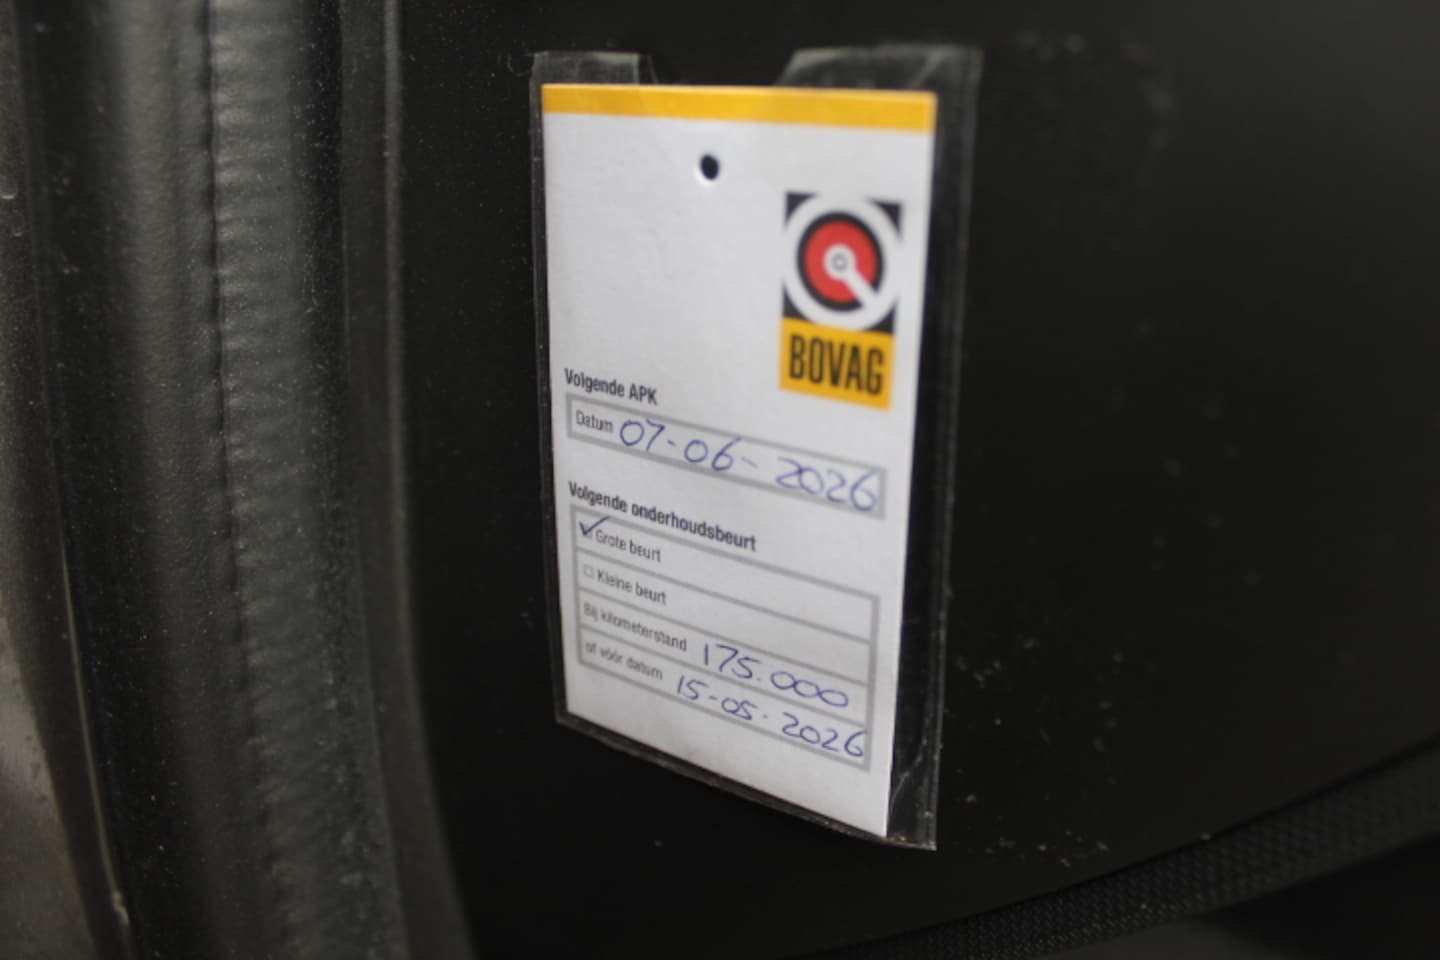 BOVAG
Volgende APK
Datum 07-06-2026
Volgende onderhoudsbeurt
Grote beurt
Kleine beurt
Bij kilometerstand 175.000
of vóór datum 15-05-2026